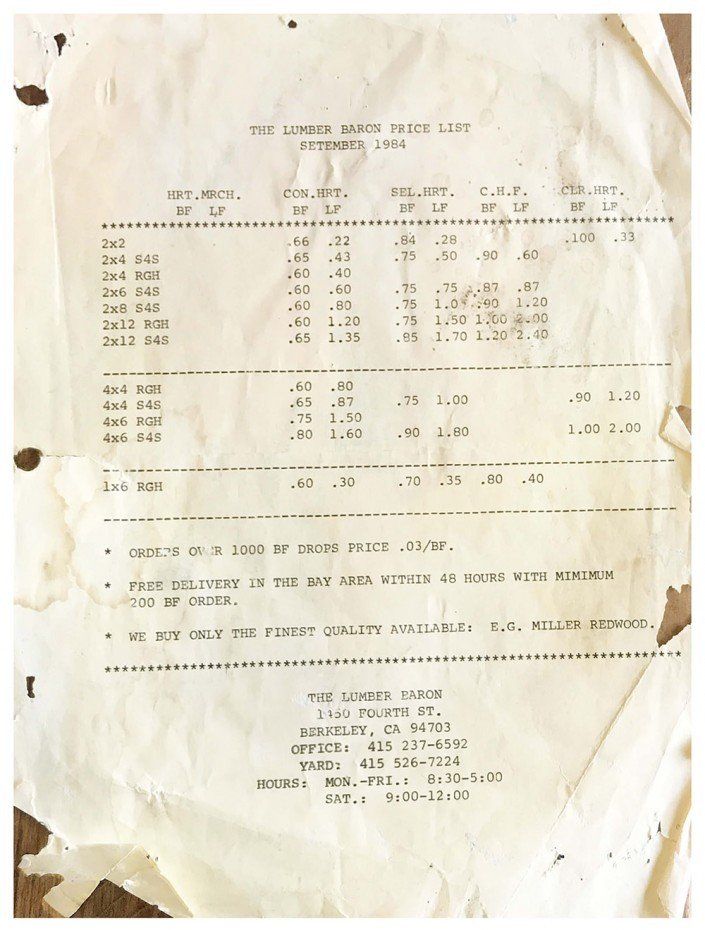 THE LUMBER BARON PRICE LIST
SETEMBER 1984
HRT.MRCH. CON.HRT. SEL.HRT. C.H.F. CLR.HRT.
BF LF BF LF BF LF BF LF BF LF
*******************************************************************
2x2 .66 .22 .84 .28 .100 .33
2x4 S4S .65 .43 .75 .50 .90 .60
2x4 RGH .60 .40
2x6 S4S .60 .60 .75 .75 .87 .87
2x8 S4S .60 .80 .75 .90 1.20
2x12 RGH .60 1.20 .75 1.50 1.00 2.00
2x12 S4S .65 1.35 .85 1.70 1.20 2.40
-------------------------------------------------------------------
4x4 RGH .60 .80
4x4 S4S .65 .87 .75 1.00 .90 1.20
4x6 RGH .75 1.50
4x6 S4S .80 1.60 .90 1.80 1.00 2.00
-------------------------------------------------------------------
1x6 RGH .60 .30 .70 .35 .80 .40
-------------------------------------------------------------------
* ORDERS OVER 1000 BF DROPS PRICE .03/BF.
* FREE DELIVERY IN THE BAY AREA WITHIN 48 HOURS WITH MIMIMUM
200 BF ORDER.
* WE BUY ONLY THE FINEST QUALITY AVAILABLE: E.G. MILLER REDWOOD.
*******************************************************************
THE LUMBER BARON
FOURTH ST.
BERKELEY, CA 94703
OFFICE: 415 237-6592
YARD: 415 526-7224
HOURS: MON.-FRI.: 8:30-5:00
SAT.: 9:00-12:00